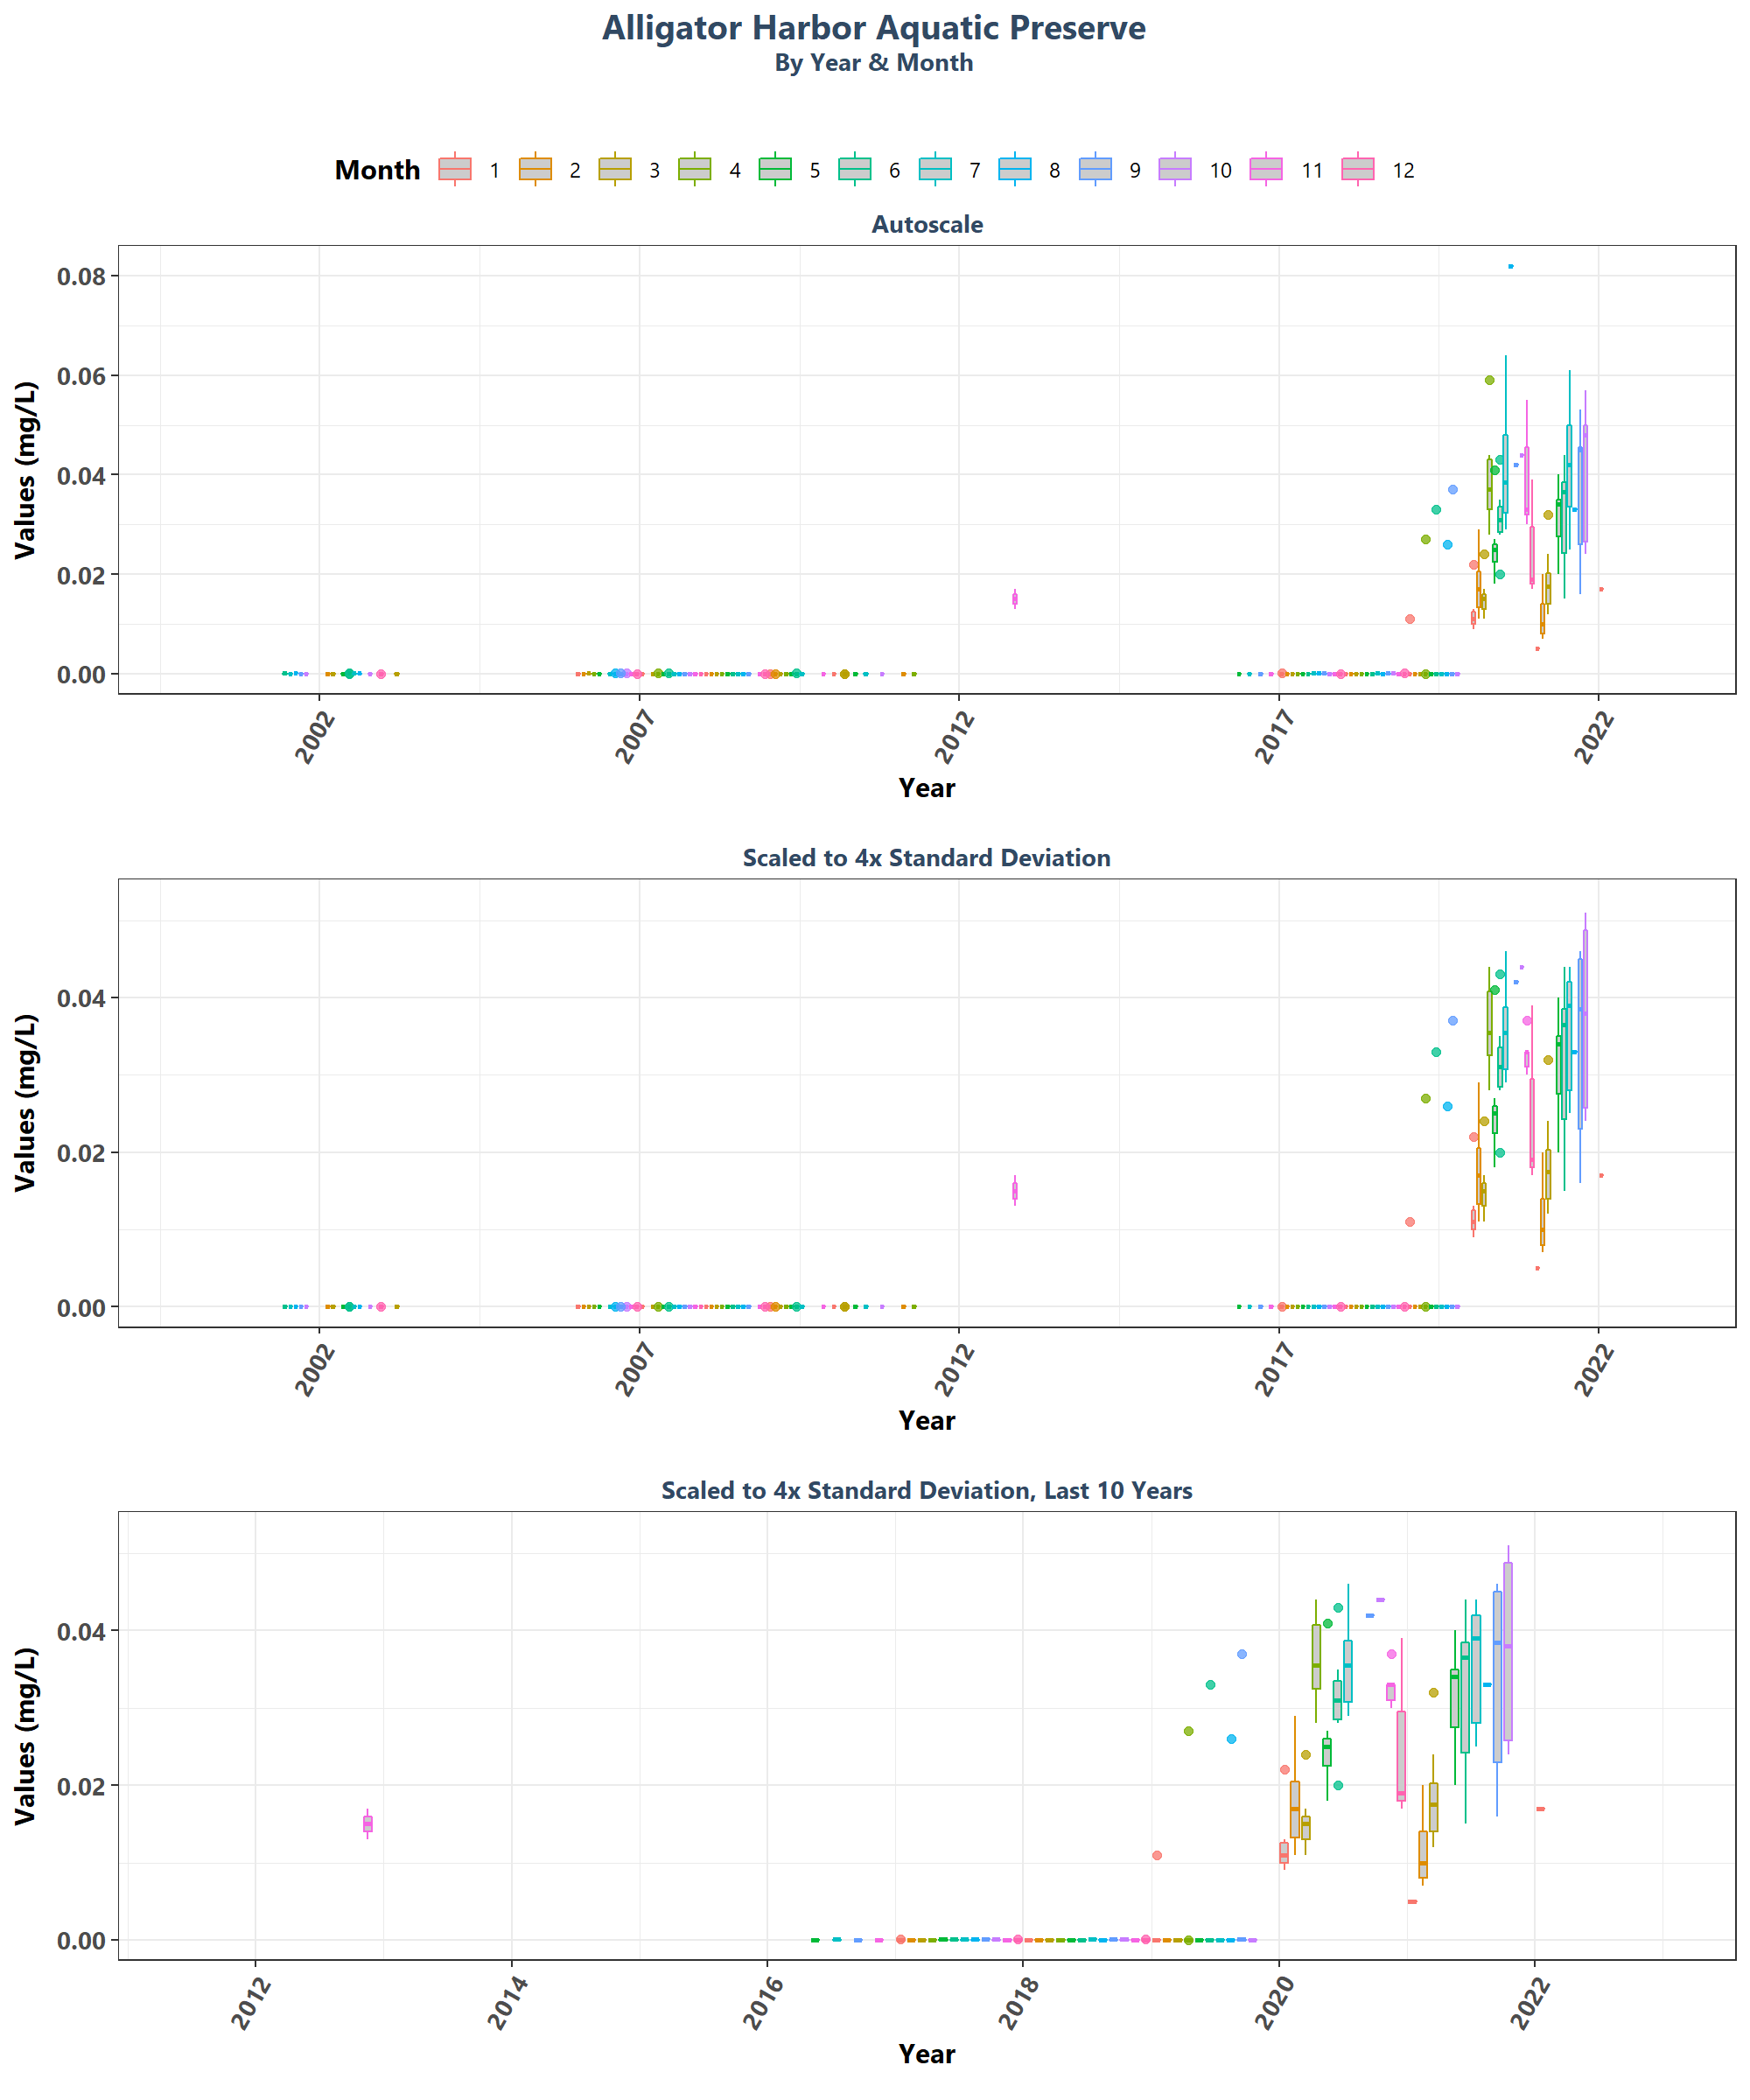 Alligator Harbor Aquatic Preserve
By Year & Month
Month 1 2 3 4 5 6 7 8 9 10 11 12
Autoscale
Values (mg/L)
0.08
0.06
0.04
0.02
0.00
2002 2007 2012 2017 2022
Year
Scaled to 4x Standard Deviation
Values (mg/L)
0.04
0.02
0.00
2002 2007 2012 2017 2022
Year
Scaled to 4x Standard Deviation, Last 10 Years
Values (mg/L)
0.04
0.02
0.00
2012 2014 2016 2018 2020 2022
Year